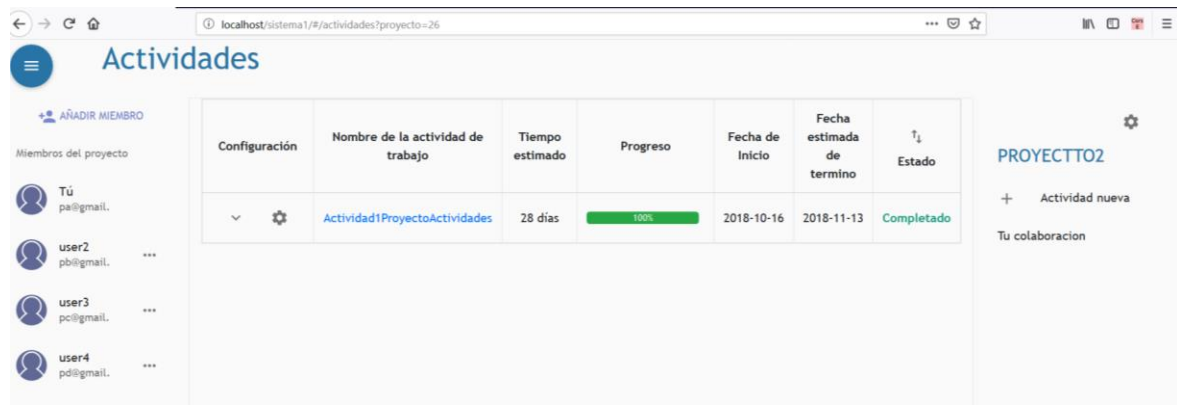 localhost/sistema1/#/actividades?proyecto=26
Actividades
AÑADIR MIEMBRO
Miembros del proyecto
Tú
pa@gmail.
user2
pb@gmail.
user3
pc@gmail.
user4
pd@gmail.
Configuración
Nombre de la actividad de
trabajo
Tiempo
estimado
Progreso
Fecha de
Inicio
Fecha
estimada
de
termino
Estado
Actividad1ProyectoActividades
28 días
100%
2018-10-16
2018-11-13
Completado
PROYECTTO2
+ Actividad nueva
Tu colaboracion